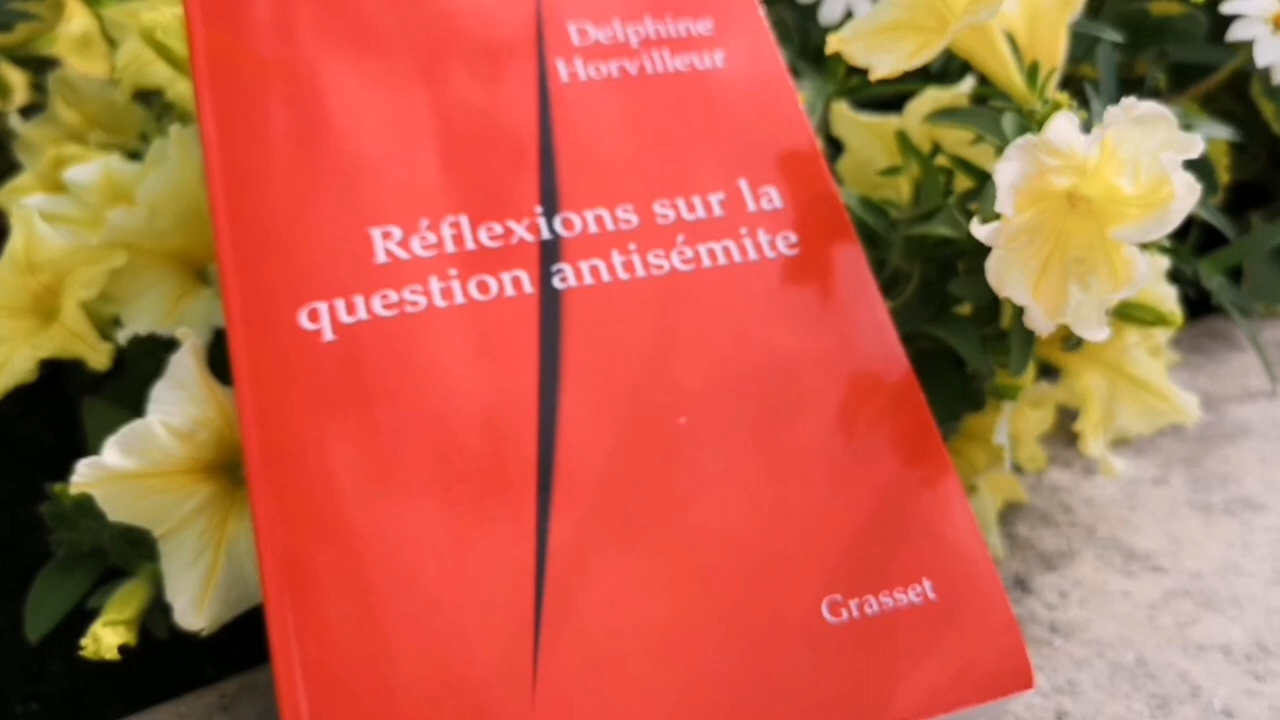 Delphine
Horvilleur
Réflexions sur la
question antisémite
Grasset